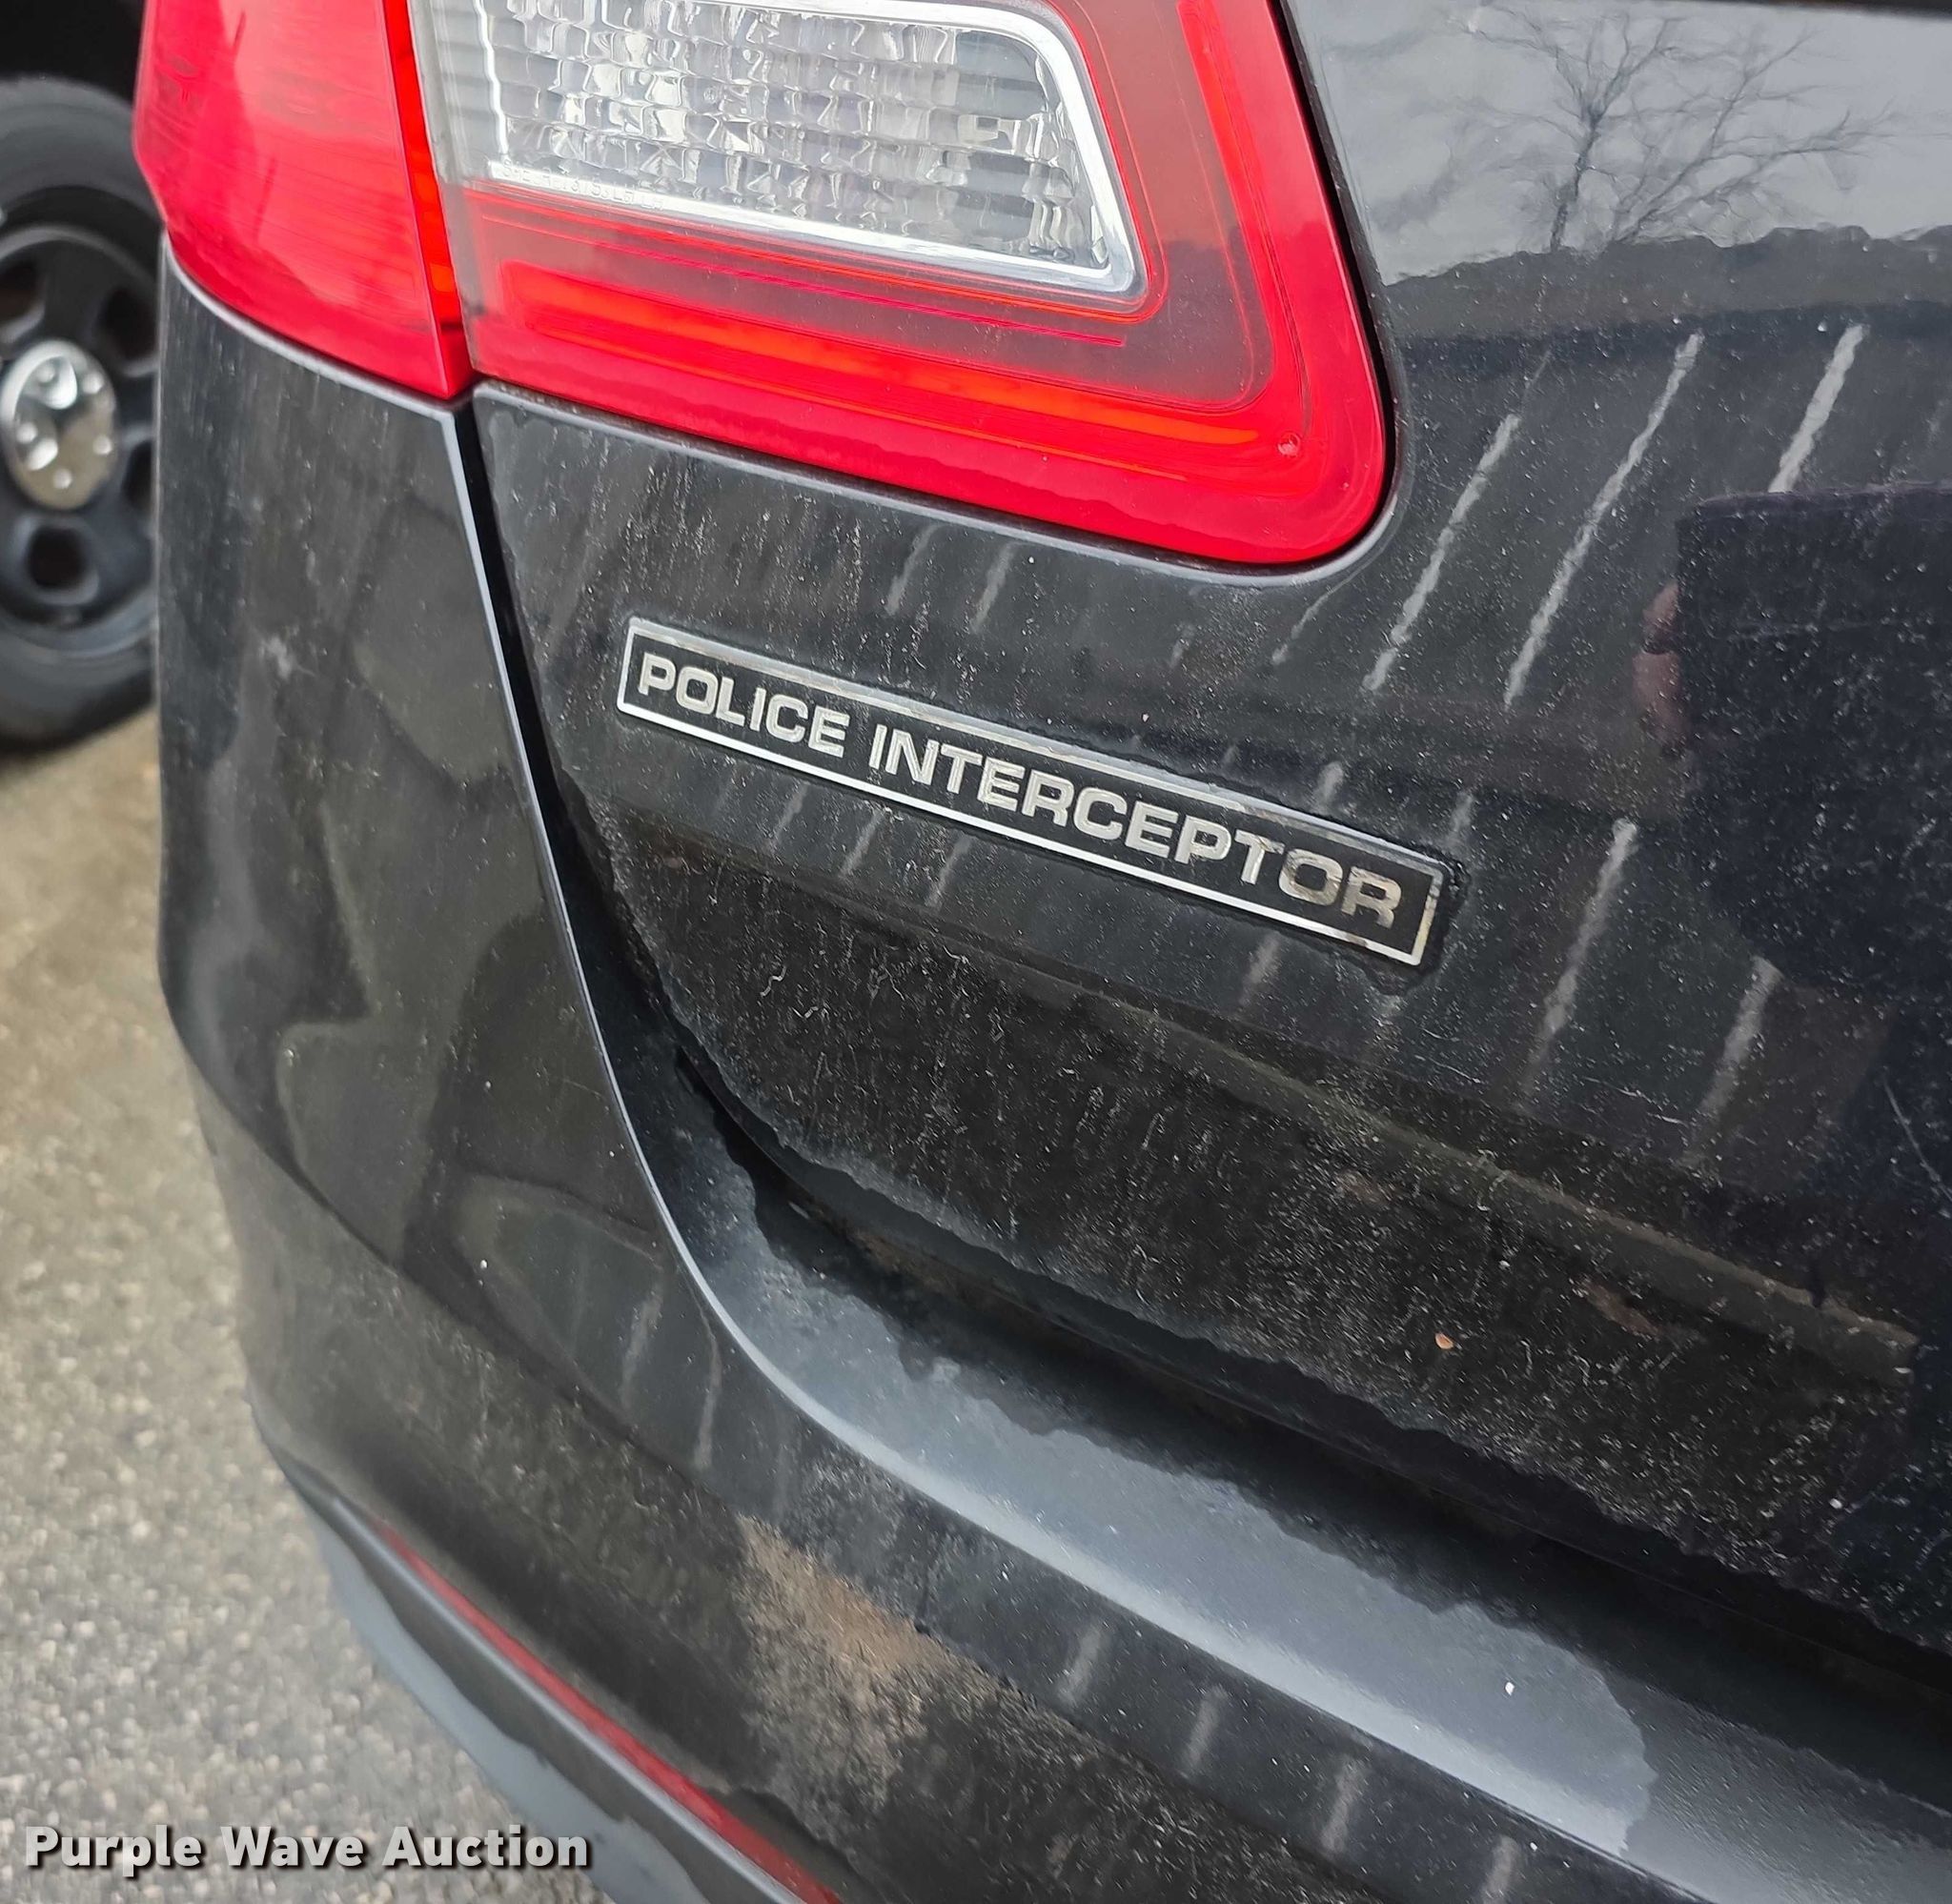 POLICE INTERCEPTOR
Purple Wave Auction